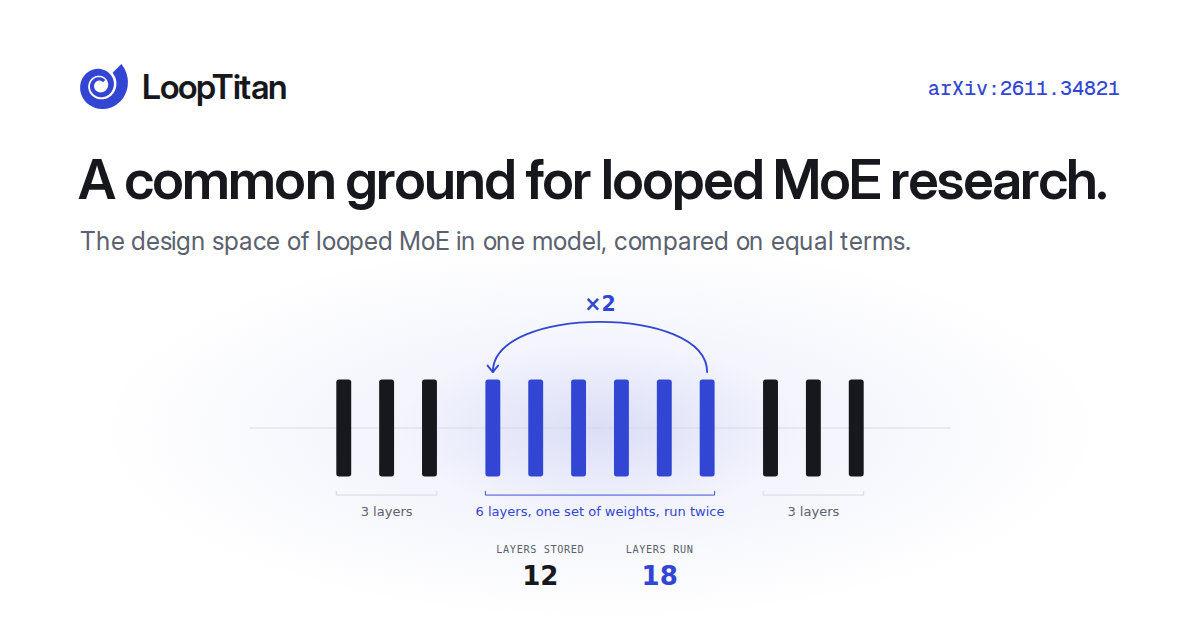 LoopTitan
arXiv:2611.34821
A common ground for looped MoE research.
The design space of looped MoE in one model, compared on equal terms.
×2
3 layers
6 layers, one set of weights, run twice
3 layers
LAYERS STORED
LAYERS RUN
12
18